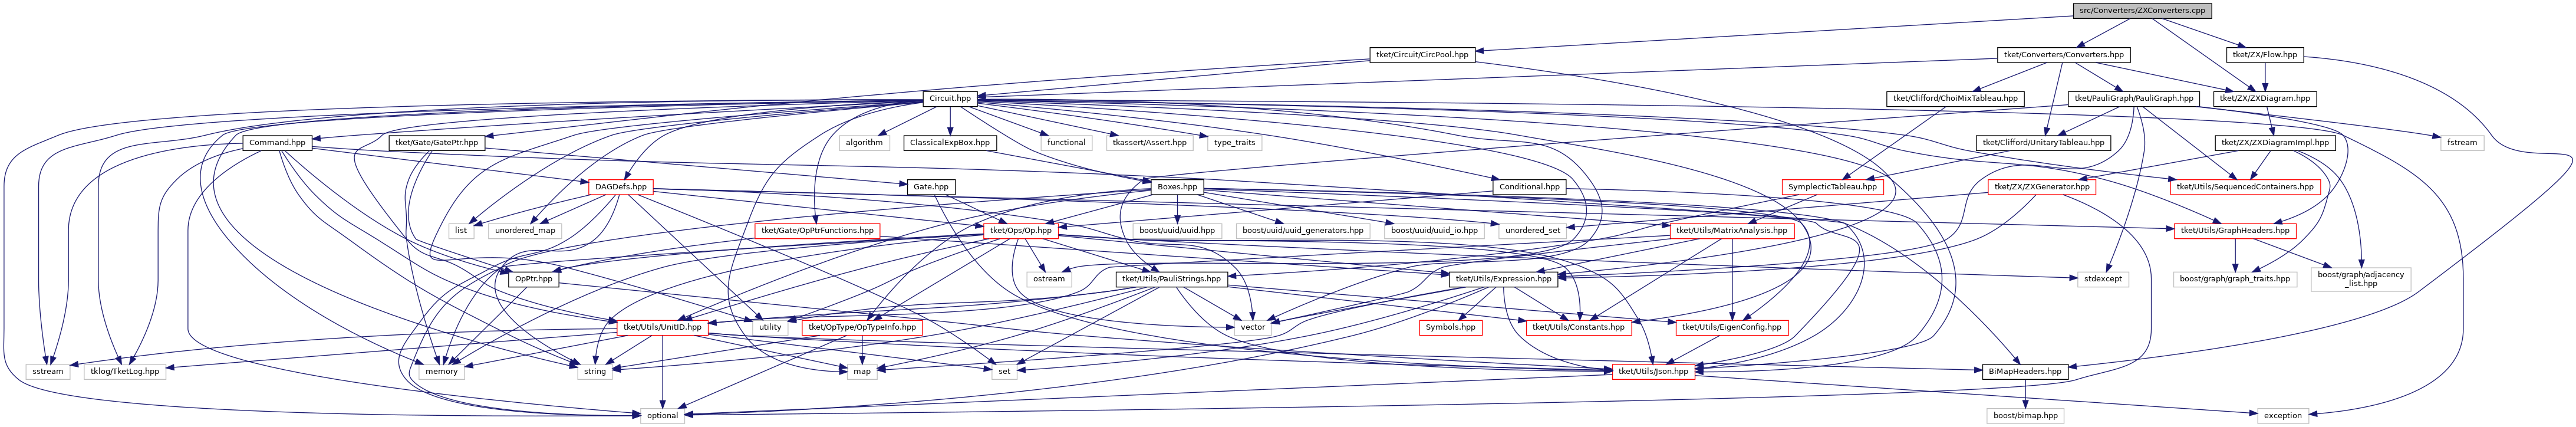 src/Converters/ZXConverters.cpp
tket/Circuit/CircPool.hpp
tket/Converters/Converters.hpp
tket/ZX/Flow.hpp
Circuit.hpp
tket/Clifford/ChoiMixTableau.hpp
tket/PauliGraph/PauliGraph.hpp
tket/ZX/ZXDiagram.hpp
Command.hpp
tket/Gate/GatePtr.hpp
algorithm
ClassicalExpBox.hpp
functional
tkassert/Assert.hpp
type_traits
tket/Clifford/UnitaryTableau.hpp
tket/ZX/ZXDiagramImpl.hpp
fstream
DAGDefs.hpp
Gate.hpp
Boxes.hpp
Conditional.hpp
SymplecticTableau.hpp
tket/ZX/ZXGenerator.hpp
tket/Utils/SequencedContainers.hpp
list
unordered_map
tket/Gate/OpPtrFunctions.hpp
tket/Ops/Op.hpp
boost/uuid/uuid.hpp
boost/uuid/uuid_generators.hpp
boost/uuid/uuid_io.hpp
unordered_set
tket/Utils/MatrixAnalysis.hpp
tket/Utils/GraphHeaders.hpp
OpPtr.hpp
ostream
tket/Utils/PauliStrings.hpp
tket/Utils/Expression.hpp
stdexcept
boost/graph/graph_traits.hpp
boost/graph/adjacency
_list.hpp
tket/Utils/UnitID.hpp
utility
tket/OpType/OpTypeInfo.hpp
vector
Symbols.hpp
tket/Utils/Constants.hpp
tket/Utils/EigenConfig.hpp
sstream
tklog/TketLog.hpp
memory
string
map
set
tket/Utils/Json.hpp
BiMapHeaders.hpp
optional
boost/bimap.hpp
exception